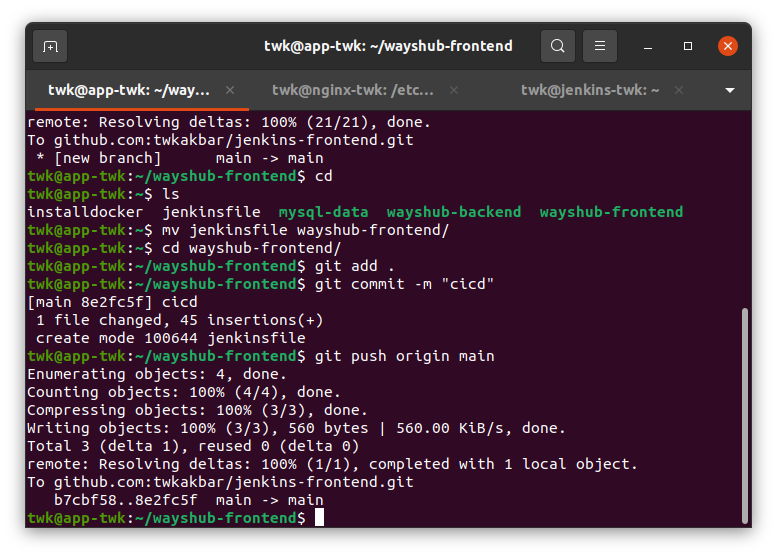 twk@app-twk: ~/wayshub-frontend
twk@app-twk: ~/way...
twk@nginx-twk: /etc...
twk@jenkins-twk: ~
remote: Resolving deltas: 100% (21/21), done.
To github.com:twkakbar/jenkins-frontend.git
 * [new branch]      main -> main
twk@app-twk:~/wayshub-frontend$ cd
twk@app-twk:~$ ls
installdocker  jenkinsfile  mysql-data  wayshub-backend  wayshub-frontend
twk@app-twk:~$ mv jenkinsfile wayshub-frontend/
twk@app-twk:~$ cd wayshub-frontend/
twk@app-twk:~/wayshub-frontend$ git add .
twk@app-twk:~/wayshub-frontend$ git commit -m "cicd"
[main 8e2fc5f] cicd
 1 file changed, 45 insertions(+)
 create mode 100644 jenkinsfile
twk@app-twk:~/wayshub-frontend$ git push origin main
Enumerating objects: 4, done.
Counting objects: 100% (4/4), done.
Compressing objects: 100% (3/3), done.
Writing objects: 100% (3/3), 560 bytes | 560.00 KiB/s, done.
Total 3 (delta 1), reused 0 (delta 0)
remote: Resolving deltas: 100% (1/1), completed with 1 local object.
To github.com:twkakbar/jenkins-frontend.git
   b7cbf58..8e2fc5f  main -> main
twk@app-twk:~/wayshub-frontend$